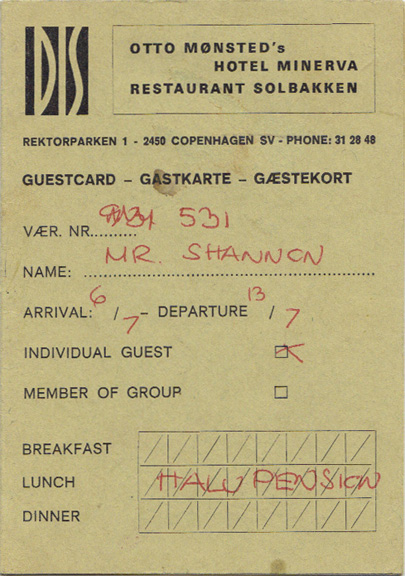 DIS
OTTO MØNSTED's
HOTEL MINERVA
RESTAURANT SOLBAKKEN
REKTORPARKEN 1 - 2450 COPENHAGEN SV - PHONE: 31 28 48
GUESTCARD – GASTKARTE – GÆSTEKORT
VÆR. NR.......... 531
NAME: MR. SHANNON
ARRIVAL: 6/7 – DEPARTURE 13/7
INDIVIDUAL GUEST
MEMBER OF GROUP
BREAKFAST
LUNCH HALV PENSION
DINNER